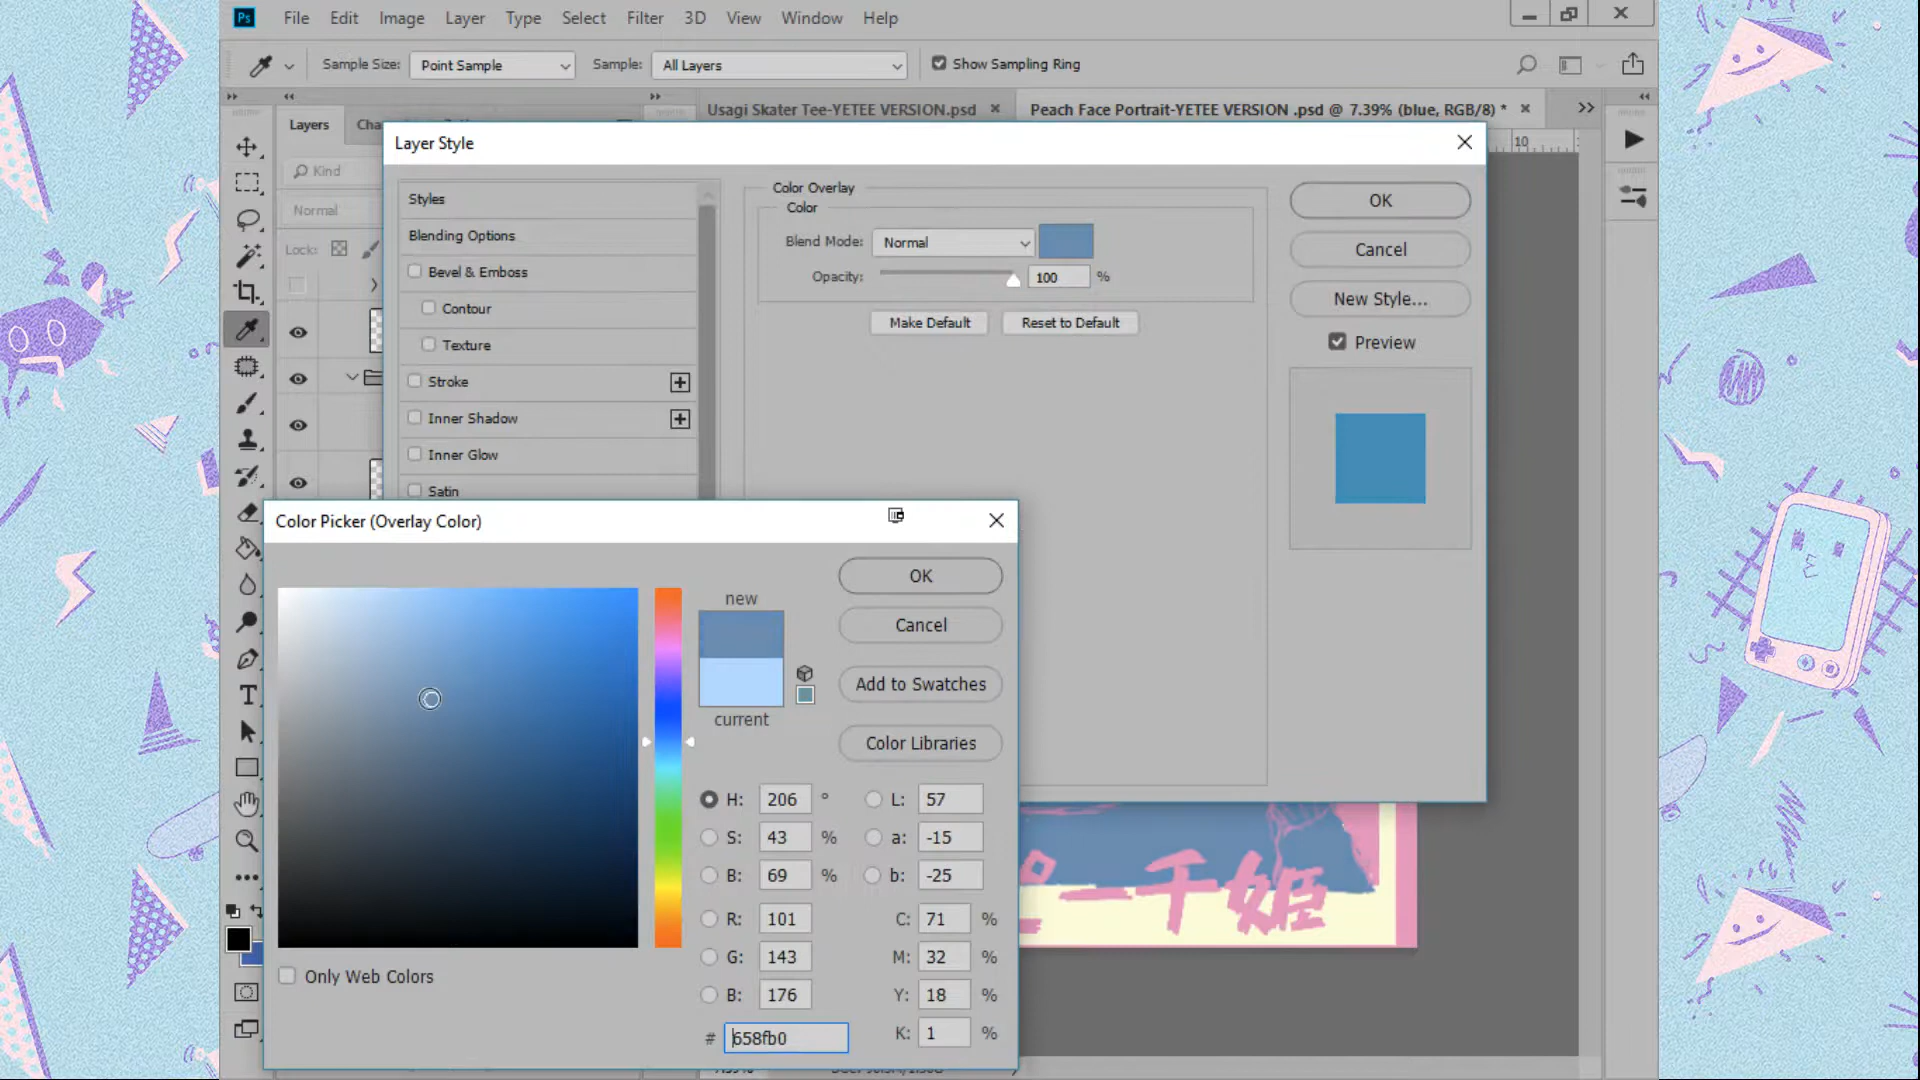 Ps File Edit Image Layer Type Select Filter 3D View Window Help
Sample Size: Point Sample Sample: All Layers Show Sampling Ring
Usagi Skater Tee-YETEE VERSION.psd Peach Face Portrait-YETEE VERSION .psd @ 7.39% (blue, RGB/8) *
Layers
10
Layer Style
Kind
Normal
Lock:
Styles
Blending Options
Bevel & Emboss
Contour
Texture
Stroke
Inner Shadow
Inner Glow
Satin
Color Overlay
Color
Blend Mode: Normal
Opacity: 100 %
Make Default Reset to Default
OK
Cancel
New Style...
Preview
Color Picker (Overlay Color)
new
current
OK
Cancel
Add to Swatches
Color Libraries
H: 206 ° L: 57
S: 43 % a: -15
B: 69 % b: -25
R: 101 C: 71 %
G: 143 M: 32 %
B: 176 Y: 18 %
# 658fb0 K: 1 %
Only Web Colors
ー千姫